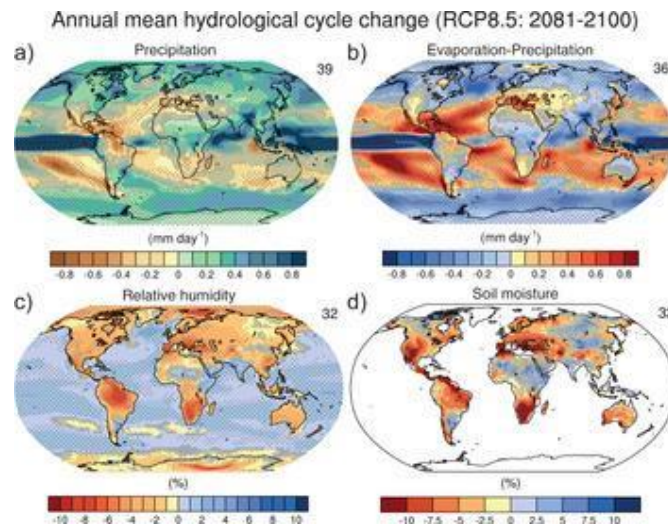 Annual mean hydrological cycle change (RCP8.5: 2081-2100)
a) Precipitation 39
b) Evaporation-Precipitation 36
(mm day-1)
-0.8 -0.6 -0.4 -0.2 0 0.2 0.4 0.6 0.8
(mm day-1)
-0.8 -0.6 -0.4 -0.2 0 0.2 0.4 0.6 0.8
c) Relative humidity 32
d) Soil moisture
(%)
-10 -8 -6 -4 -2 0 2 4 6 8 10
(%)
-10 -7.5 -5 -2.5 0 2.5 5 7.5 10